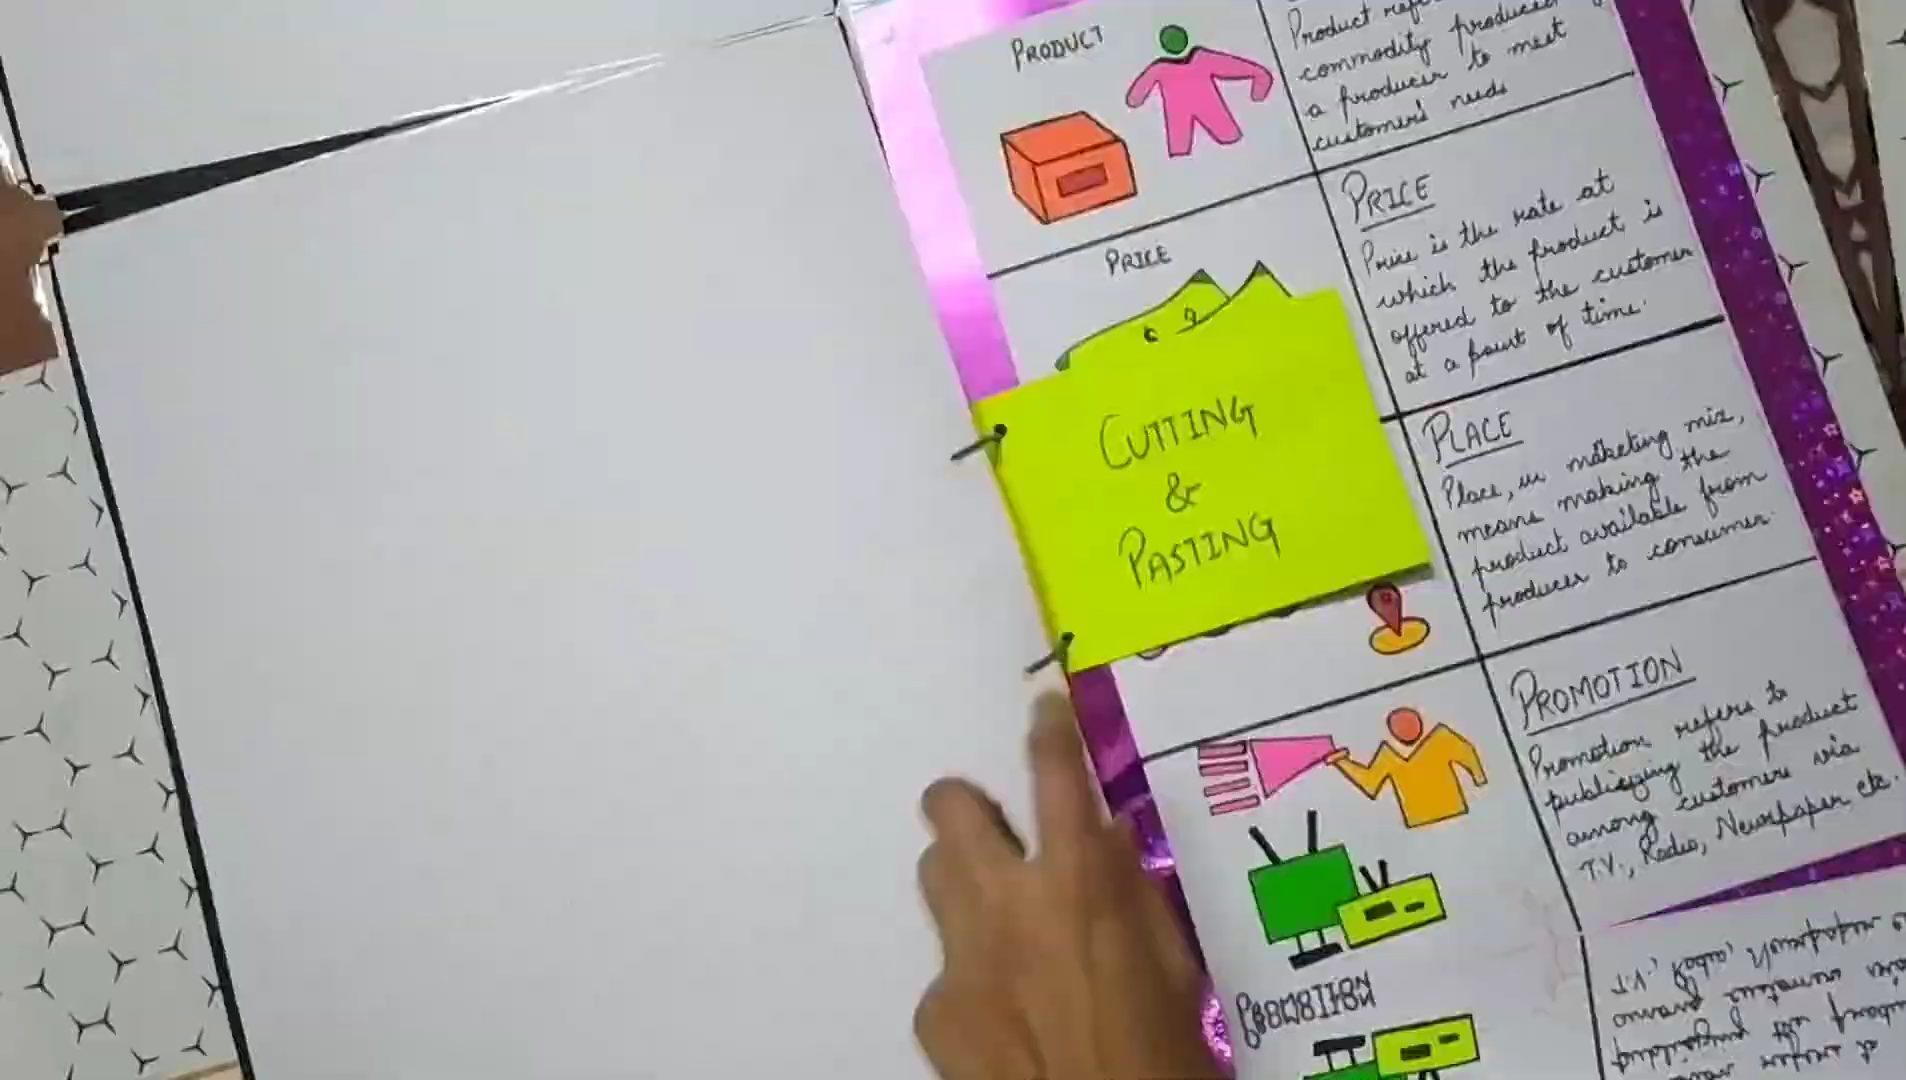 PRODUCT
Product
commodity produced
a producer to meet
customer's needs
PRICE
PRICE
Price is the rate at
which the product is
offered to the customer
at a point of time.
CUTTING
&
PASTING
PLACE
Place, in maketing mix,
means making the
product available from
producer to consumer.
PROMOTION
Promotion refers to
publicizing the product
among customers via
T.V., Radio, Newspaper etc.